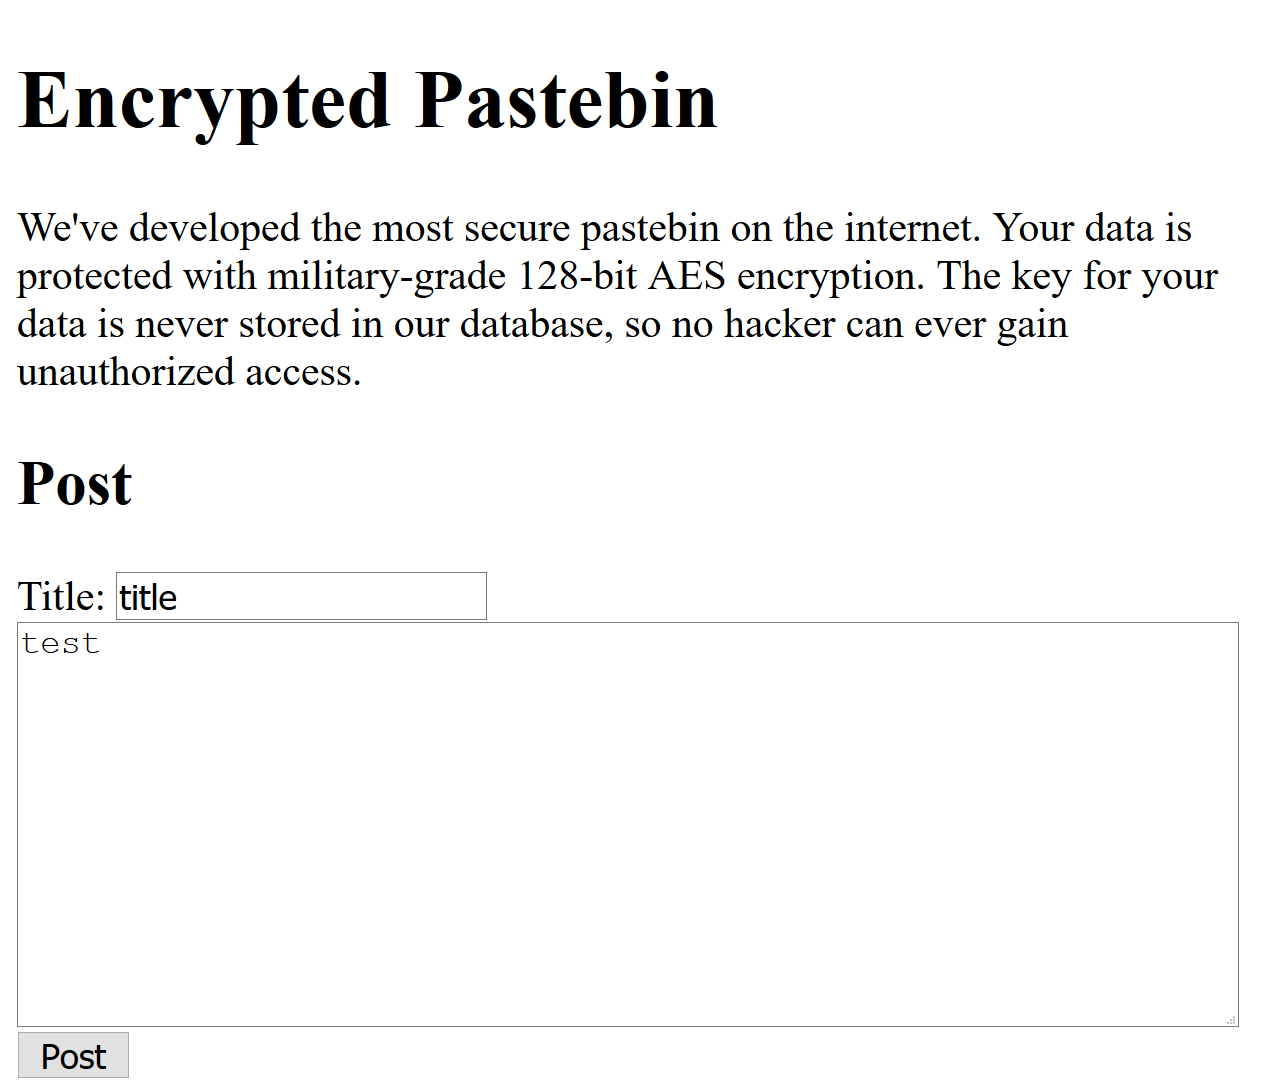 Encrypted Pastebin
We've developed the most secure pastebin on the internet. Your data is
protected with military-grade 128-bit AES encryption. The key for your
data is never stored in our database, so no hacker can ever gain
unauthorized access.
Post
Title: title
test
Post